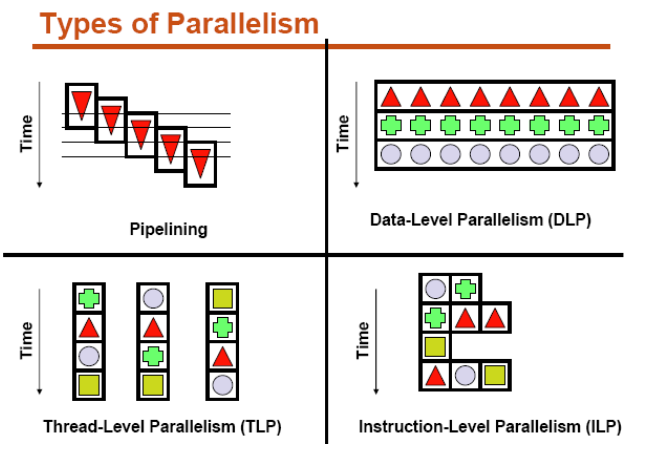 Types of Parallelism
Time
Pipelining
Time
Data-Level Parallelism (DLP)
Time
Thread-Level Parallelism (TLP)
Time
Instruction-Level Parallelism (ILP)